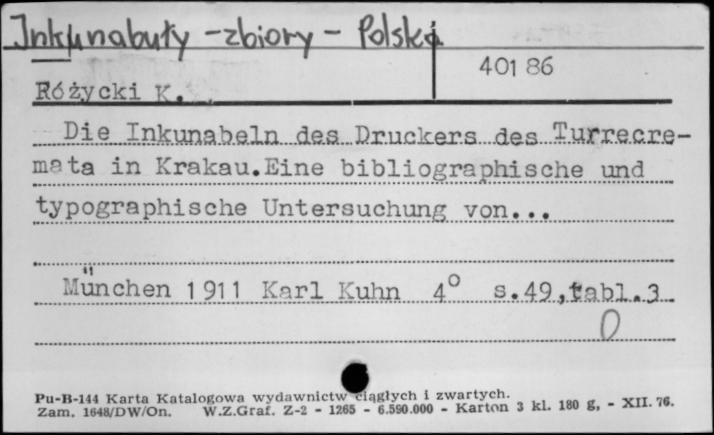 Inkunabuły - zbiory - Polska
401 86
Różycki K.
Die Inkunabeln des Druckers des Turrecre-
mata in Krakau.Eine bibliographische und
typographische Untersuchung von...
München 1911 Karl Kuhn 4° s.49,tabl.3
0
Pu-B-144 Karta Katalogowa wydawnictw ciągłych i zwartych.
Zam. 1648/DW/On. W.Z.Graf. Z-2 - 1265 - 6.590.000 - Karton 3 kl. 180 g, - XII. 76.